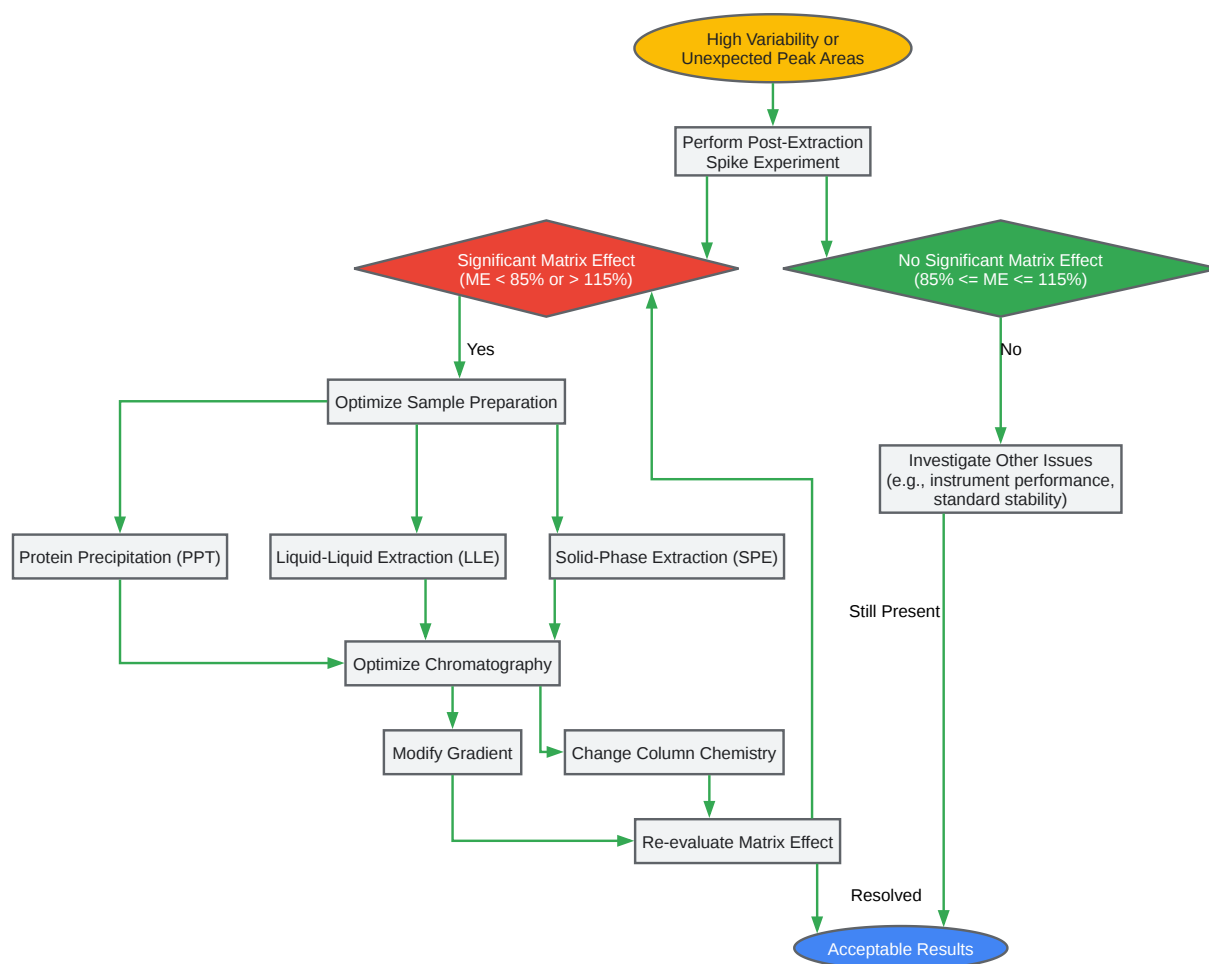 High Variability or
Unexpected Peak Areas
Perform Post-Extraction
Spike Experiment
Significant Matrix Effect
(ME < 85% or > 115%)
No Significant Matrix Effect
(85% <= ME <= 115%)
Yes
No
Optimize Sample Preparation
Investigate Other Issues
(e.g., instrument performance,
standard stability)
Protein Precipitation (PPT)
Liquid-Liquid Extraction (LLE)
Solid-Phase Extraction (SPE)
Still Present
Optimize Chromatography
Modify Gradient
Change Column Chemistry
Re-evaluate Matrix Effect
Resolved
Acceptable Results